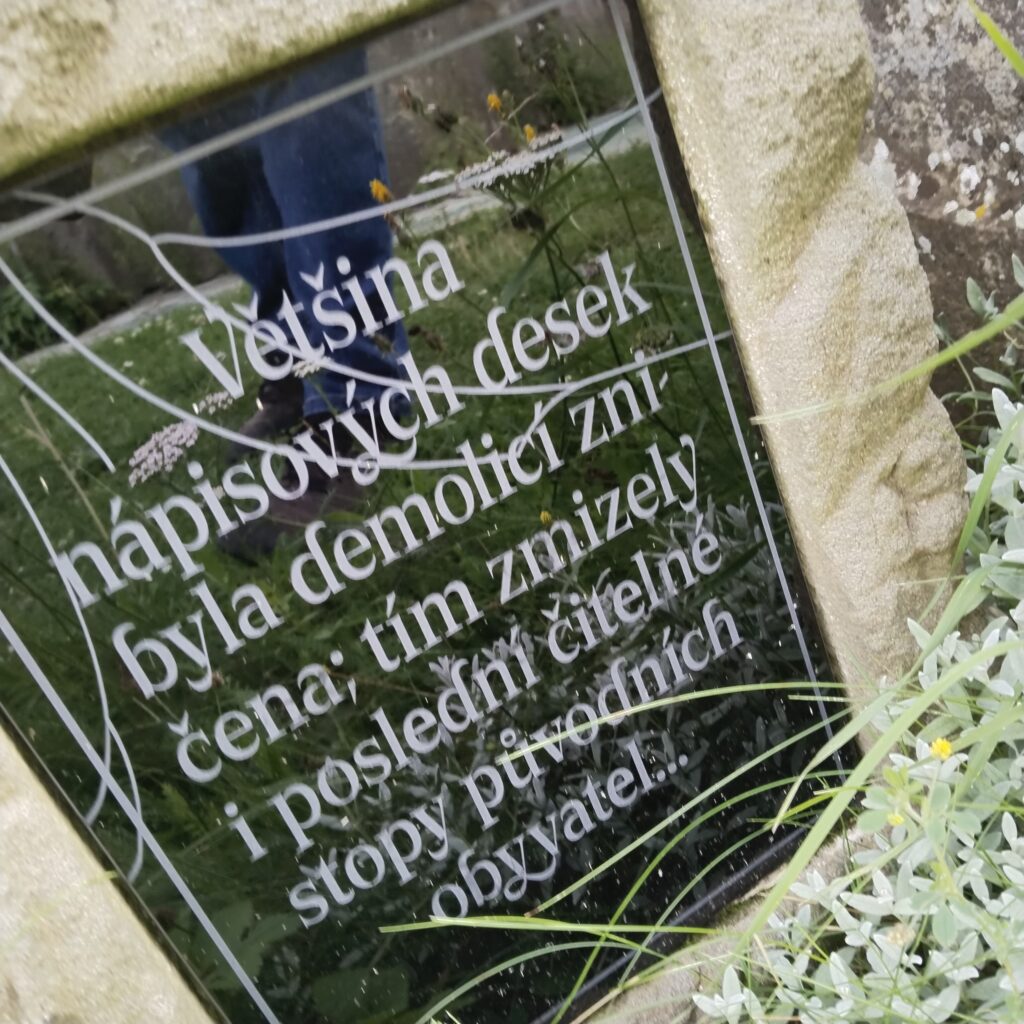 Většina
nápisových desek
byla demolicí zni-
čena; tím zmizely
i poslední čitelné
stopy původních
obyvatel...